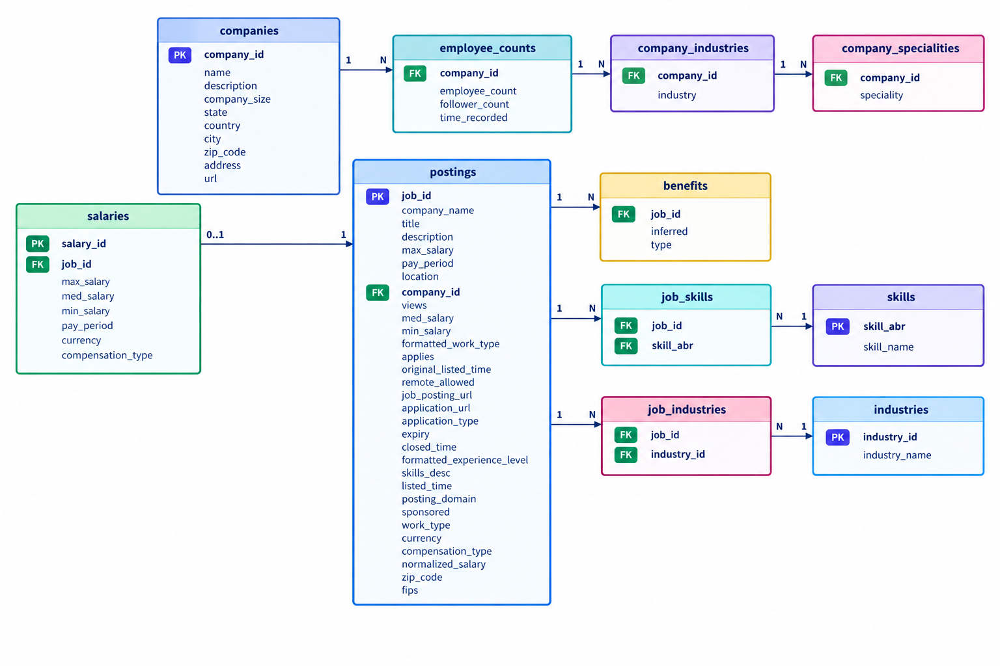 companies
PK company_id
name
description
company_size
state
country
city
zip_code
address
url
1 N
employee_counts
FK company_id
employee_count
follower_count
time_recorded
1 N
company_industries
FK company_id
industry
1 N
company_specialities
FK company_id
speciality
salaries
PK salary_id
FK job_id
max_salary
med_salary
min_salary
pay_period
currency
compensation_type
0..1 1
postings
PK job_id
company_name
title
description
max_salary
pay_period
location
FK company_id
views
med_salary
min_salary
formatted_work_type
applies
original_listed_time
remote_allowed
job_posting_url
application_url
application_type
expiry
closed_time
formatted_experience_level
skills_desc
listed_time
posting_domain
sponsored
work_type
currency
compensation_type
normalized_salary
zip_code
fips
1 N
benefits
FK job_id
inferred
type
1 N
job_skills
FK job_id
FK skill_abr
N 1
skills
PK skill_abr
skill_name
1 N
job_industries
FK job_id
FK industry_id
N 1
industries
PK industry_id
industry_name